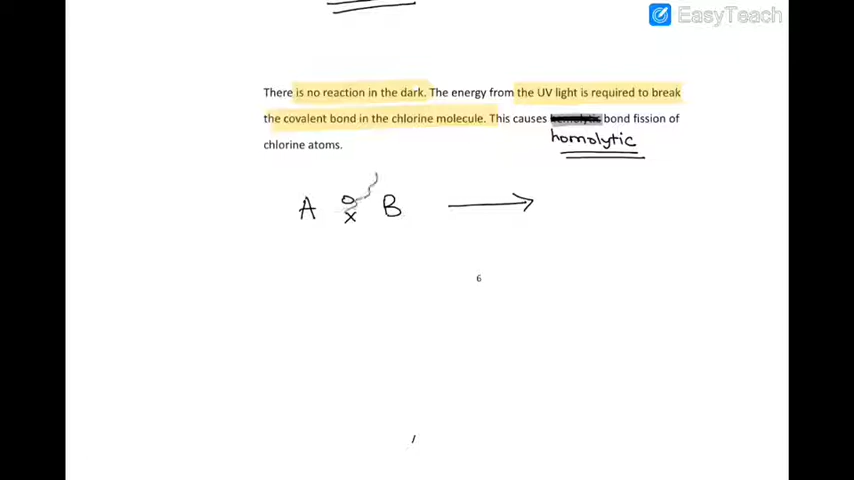 EasyTeach
There is no reaction in the dark. The energy from the UV light is required to break
the covalent bond in the chlorine molecule. This causes bond fission of
homolytic
chlorine atoms.
A o x B
6